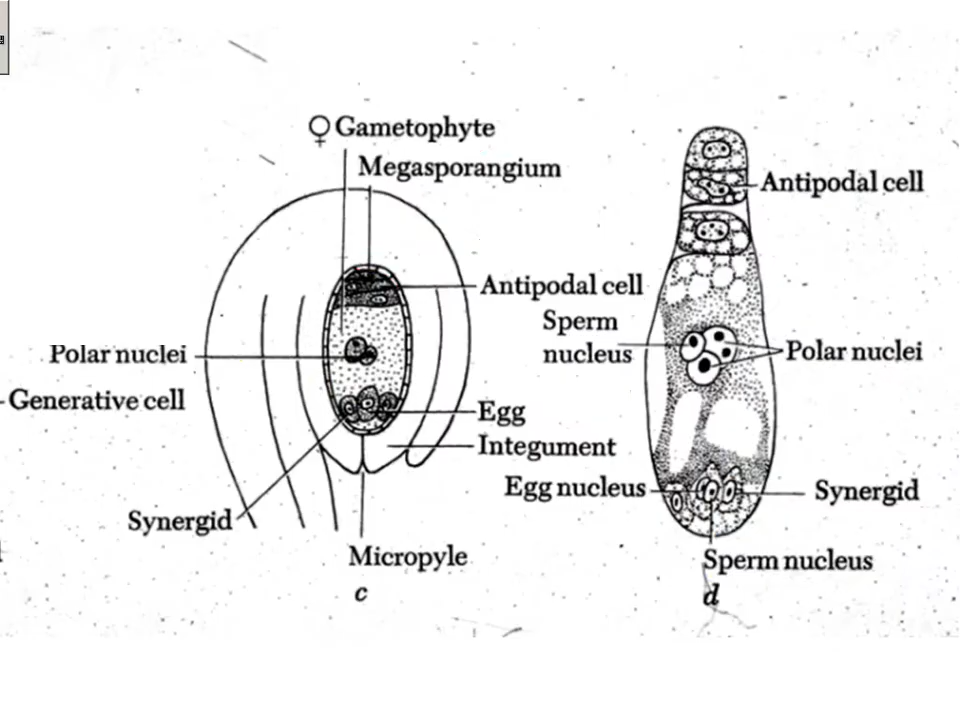 ♀ Gametophyte
Megasporangium
Antipodal cell
Polar nuclei
Generative cell
Egg
Integument
Synergid
Micropyle
c
Antipodal cell
Sperm
nucleus
Polar nuclei
Egg nucleus
Synergid
Sperm nucleus
d